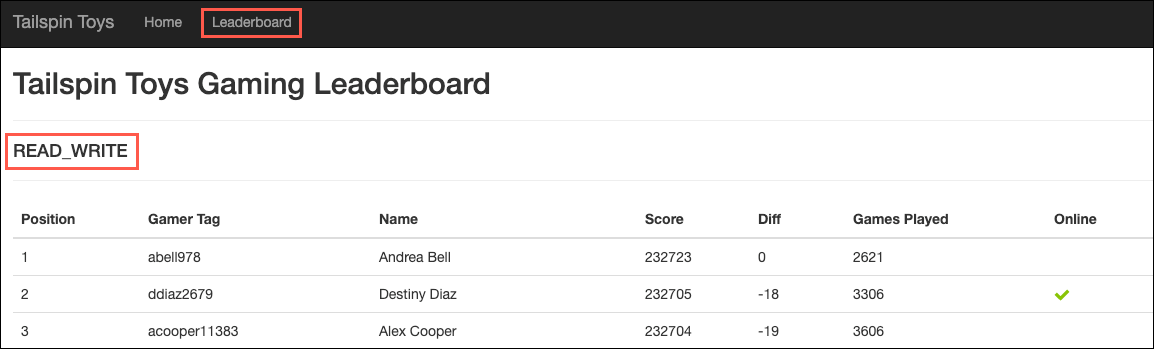 Tailspin Toys Home Leaderboard
Tailspin Toys Gaming Leaderboard
READ_WRITE
Position Gamer Tag Name Score Diff Games Played Online
1 abell978 Andrea Bell 232723 0 2621
2 ddiaz2679 Destiny Diaz 232705 -18 3306
3 acooper11383 Alex Cooper 232704 -19 3606